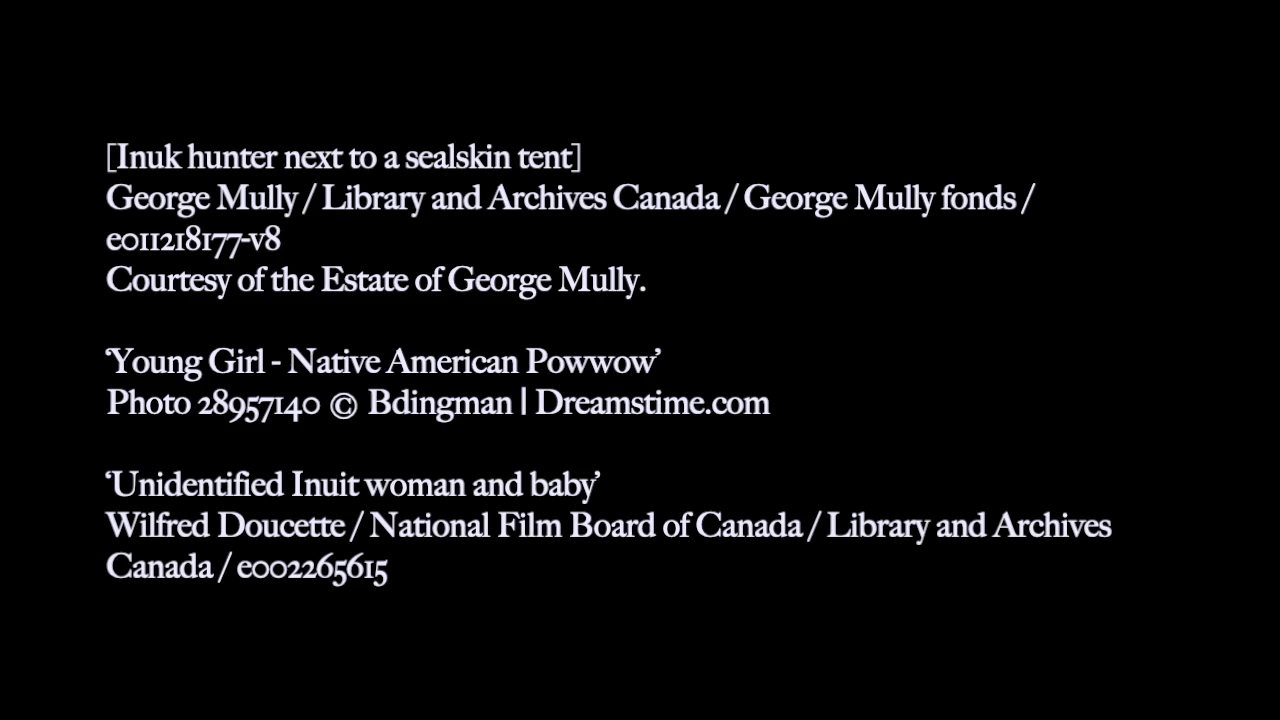 [Inuk hunter next to a sealskin tent]
George Mully / Library and Archives Canada / George Mully fonds /
e011218177-v8
Courtesy of the Estate of George Mully.
‘Young Girl - Native American Powwow’
Photo 28957140 © Bdingman | Dreamstime.com
‘Unidentified Inuit woman and baby’
Wilfred Doucette / National Film Board of Canada / Library and Archives
Canada / e002265615